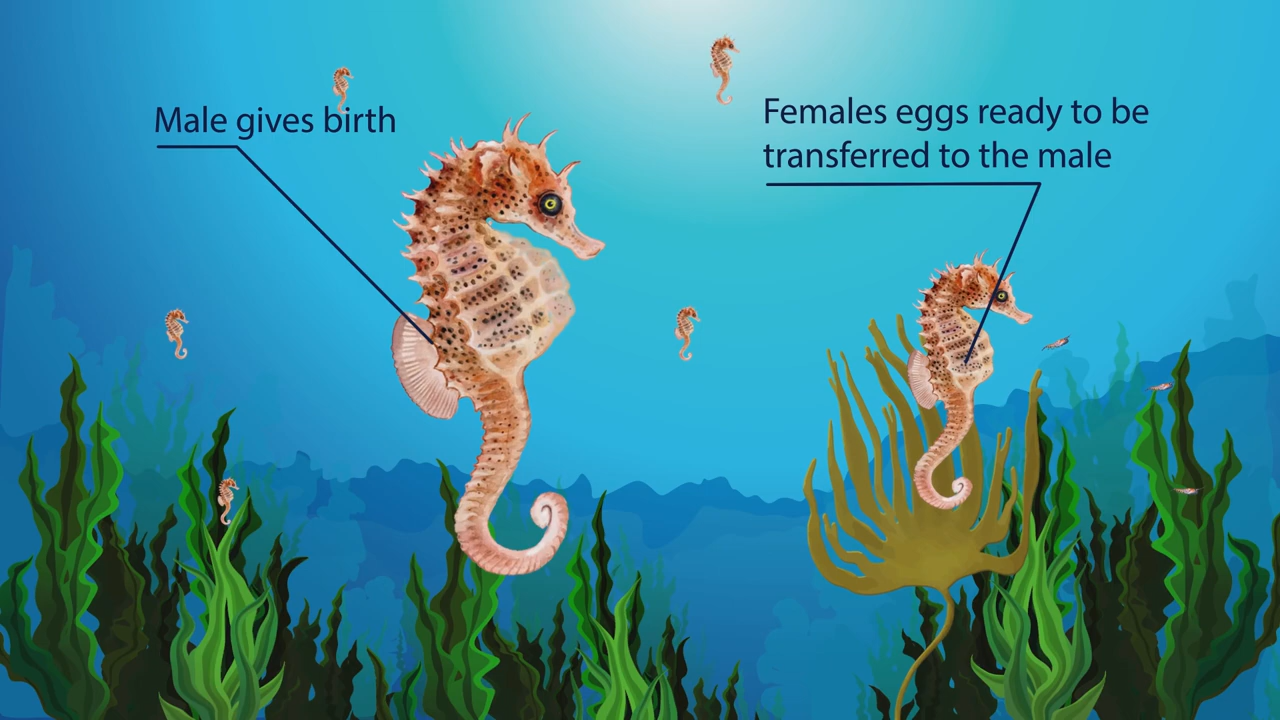 Male gives birth
Females eggs ready to be
transferred to the male